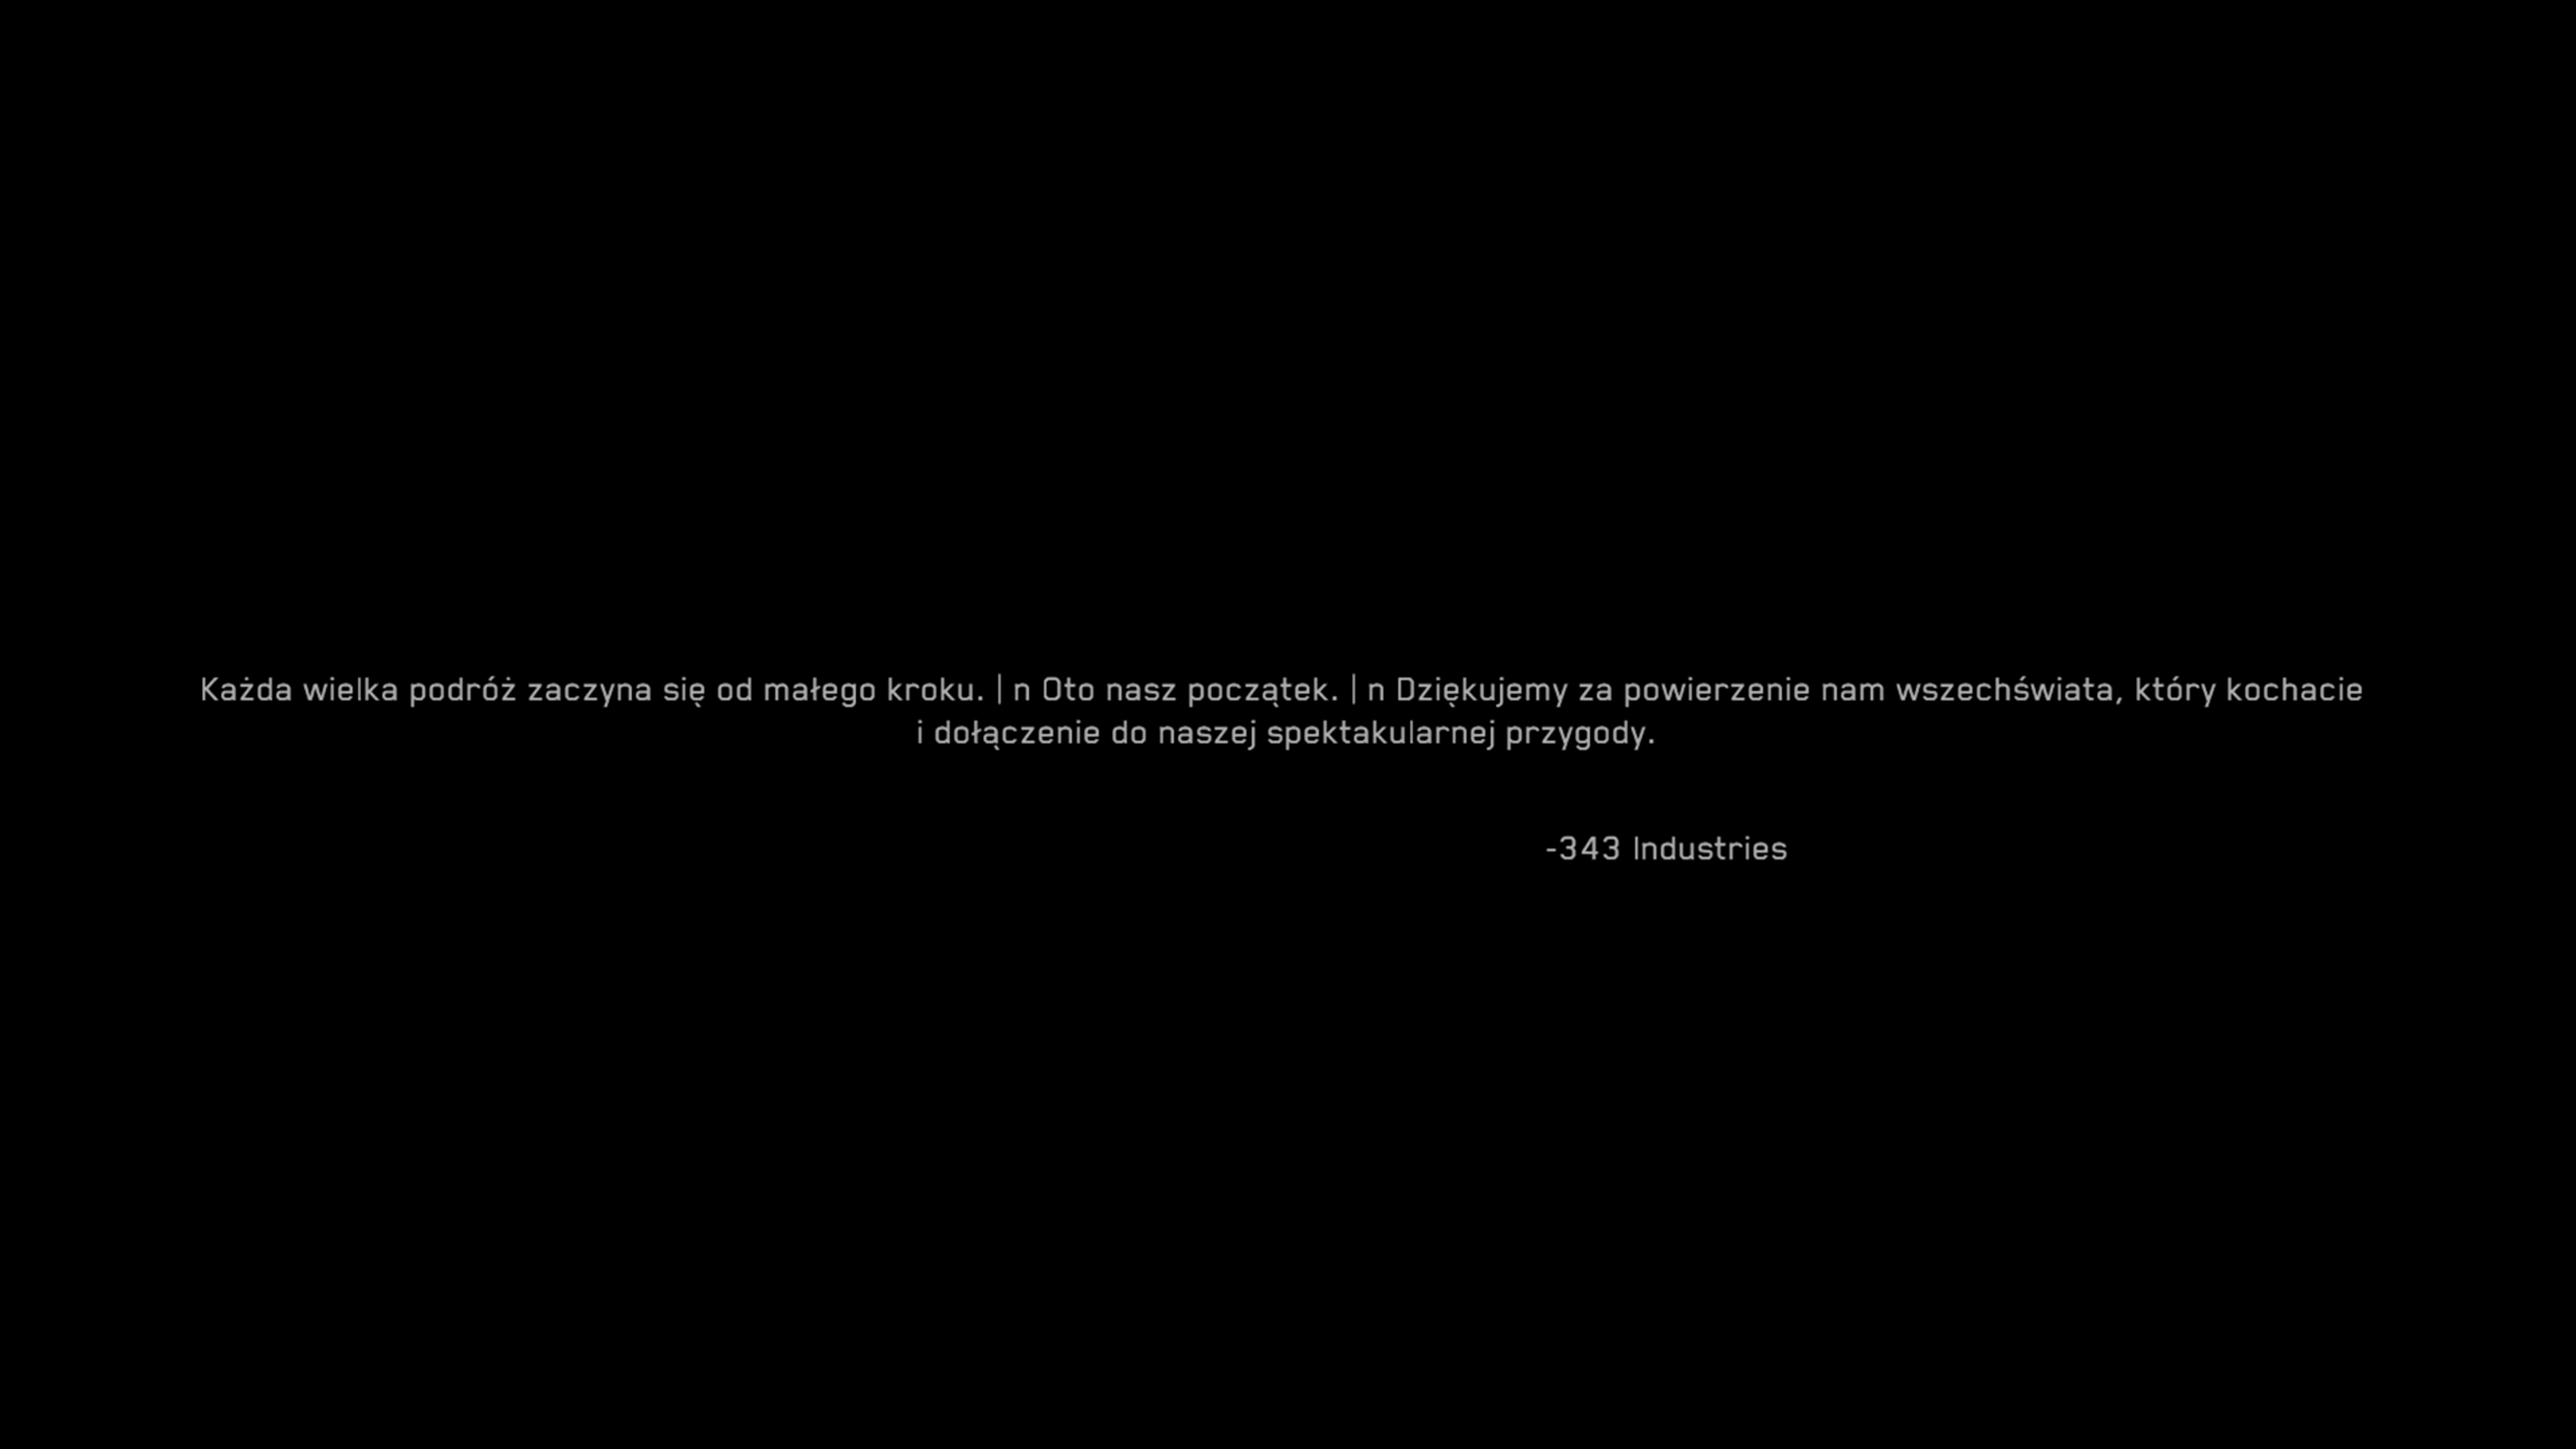 Każda wielka podróż zaczyna się od małego kroku. | n Oto nasz początek. | n Dziękujemy za powierzenie nam wszechświata, który kochacie
i dołączenie do naszej spektakularnej przygody.
-343 Industries